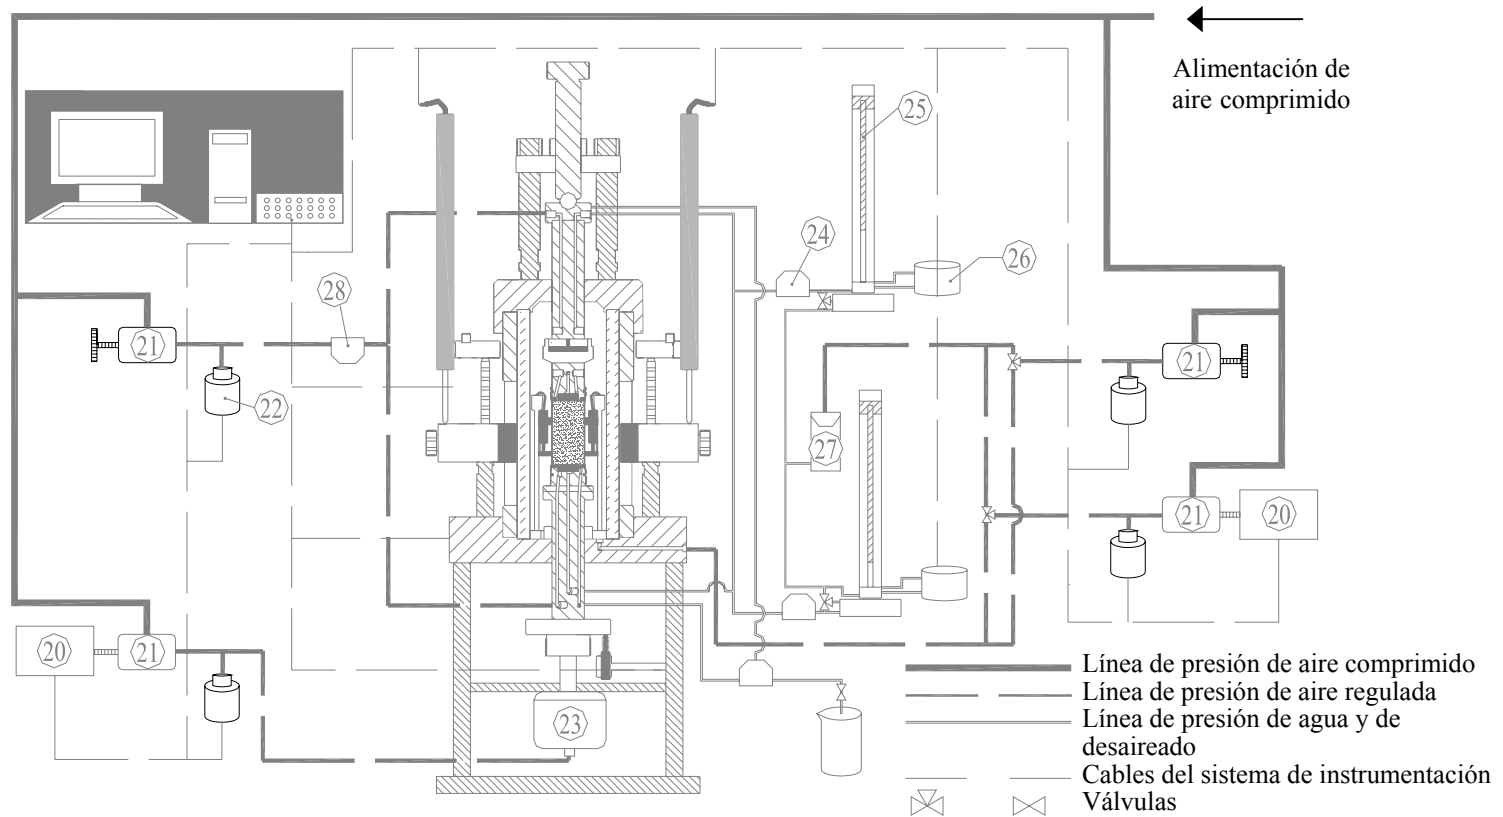 Alimentación de
aire comprimido
25
24
26
28
21
21
22
27
21
20
20
21
23
Línea de presión de aire comprimido
Línea de presión de aire regulada
Línea de presión de agua y de
desaireado
Cables del sistema de instrumentación
Válvulas